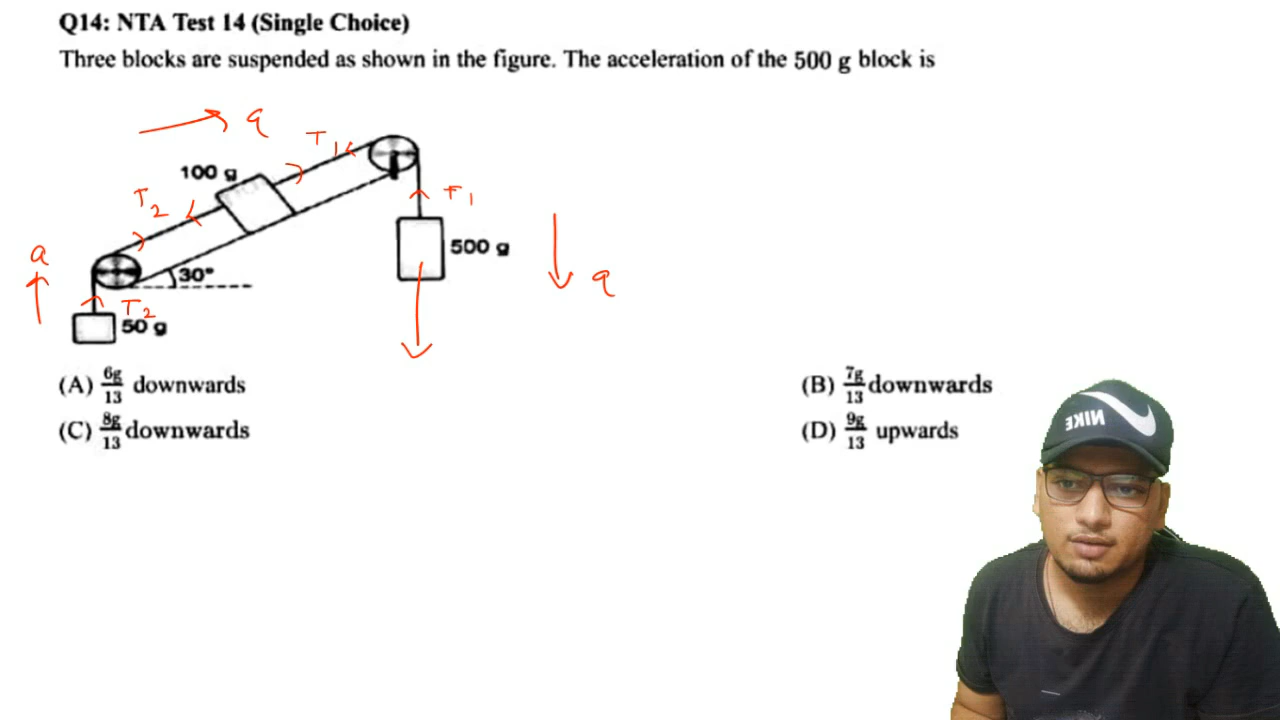 Q14: NTA Test 14 (Single Choice)
Three blocks are suspended as shown in the figure. The acceleration of the 500 g block is
a
T1
100 g
T2
T1
a
500 g
30°
a
T2
50 g
(A) 6g/13 downwards
(B) 7g/13 downwards
(C) 8g/13 downwards
(D) 9g/13 upwards
NIKE